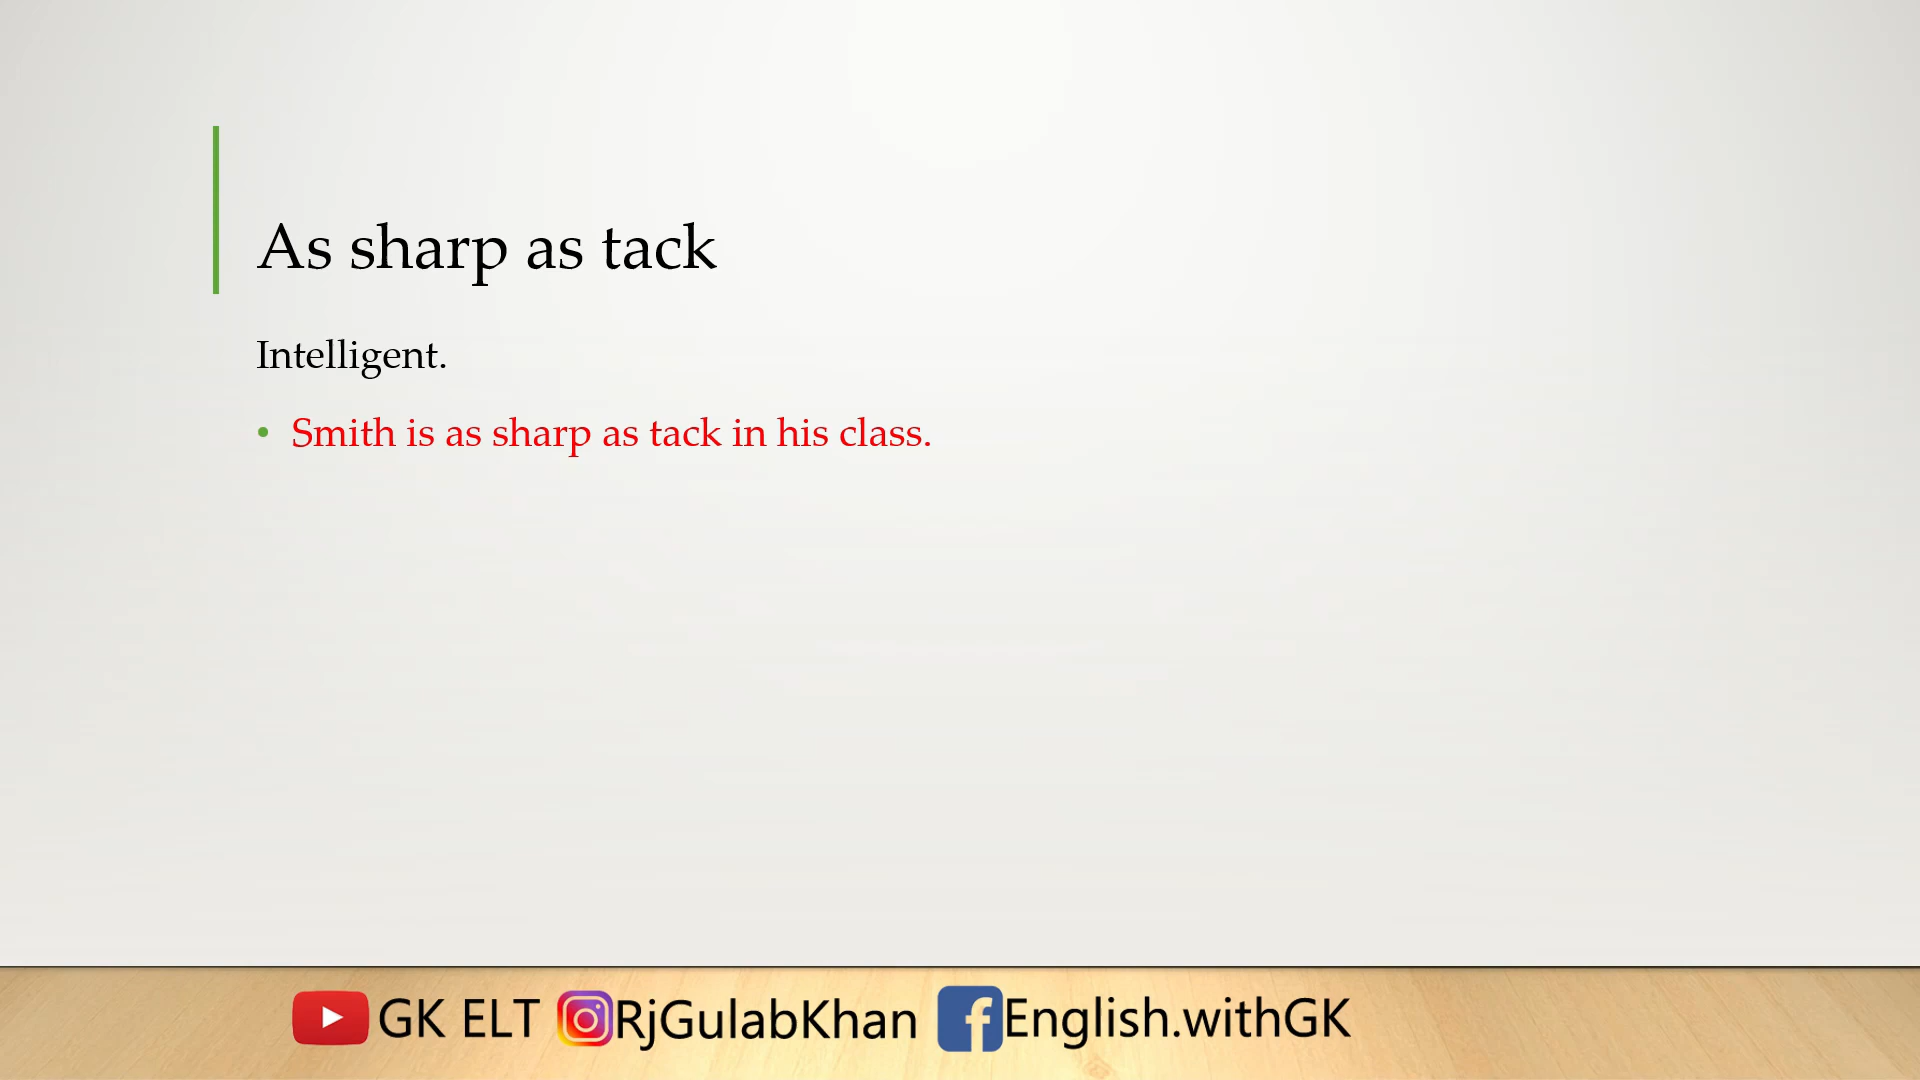 As sharp as tack
Intelligent.
• Smith is as sharp as tack in his class.
GK ELT RjGulabKhan English.withGK